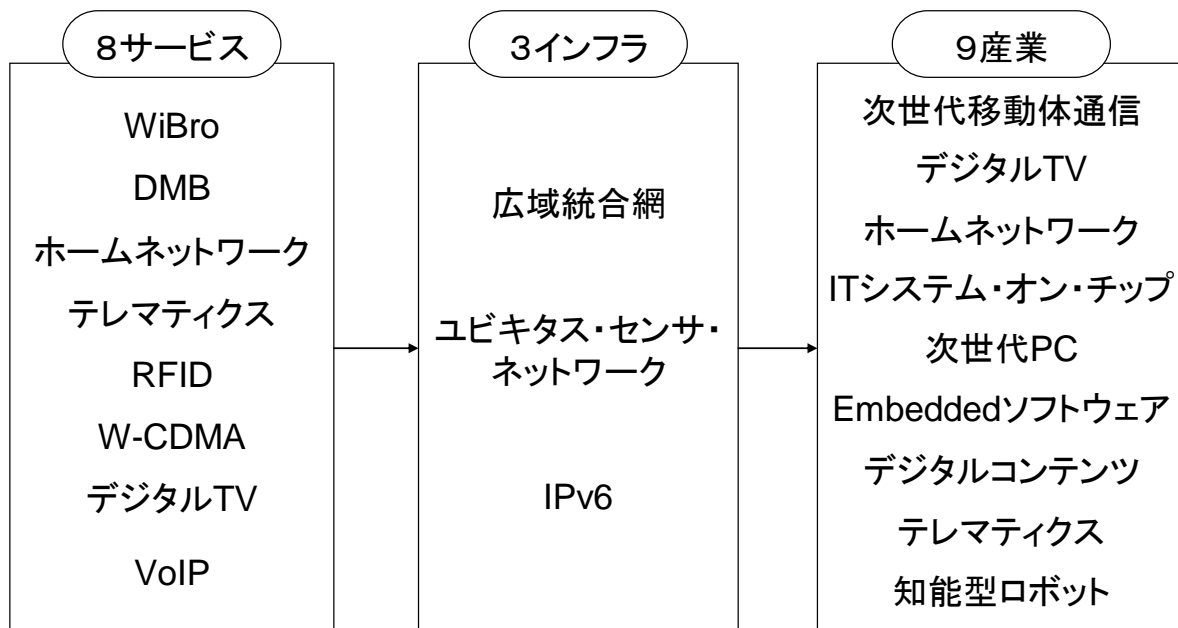 8サービス
WiBro
DMB
ホームネットワーク
テレマティクス
RFID
W-CDMA
デジタルTV
VoIP
3インフラ
広域統合網
ユビキタス・センサ・
ネットワーク
IPv6
9産業
次世代移動体通信
デジタルTV
ホームネットワーク
ITシステム・オン・チップ
次世代PC
Embeddedソフトウェア
デジタルコンテンツ
テレマティクス
知能型ロボット